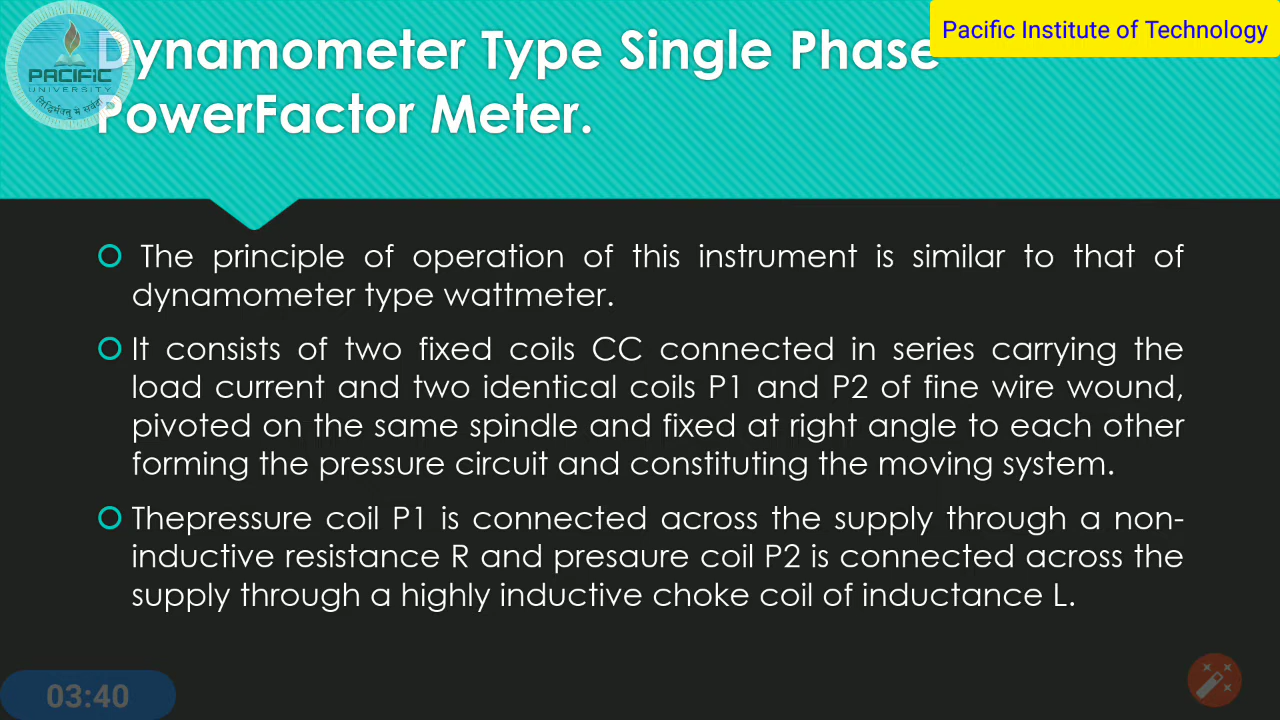 Pacific Institute of Technology
Dynamometer Type Single Phase
PowerFactor Meter.
PACIFIC
UNIVERSITY
The principle of operation of this instrument is similar to that of
dynamometer type wattmeter.
It consists of two fixed coils CC connected in series carrying the
load current and two identical coils P1 and P2 of fine wire wound,
pivoted on the same spindle and fixed at right angle to each other
forming the pressure circuit and constituting the moving system.
Thepressure coil P1 is connected across the supply through a non-
inductive resistance R and presaure coil P2 is connected across the
supply through a highly inductive choke coil of inductance L.
03:40